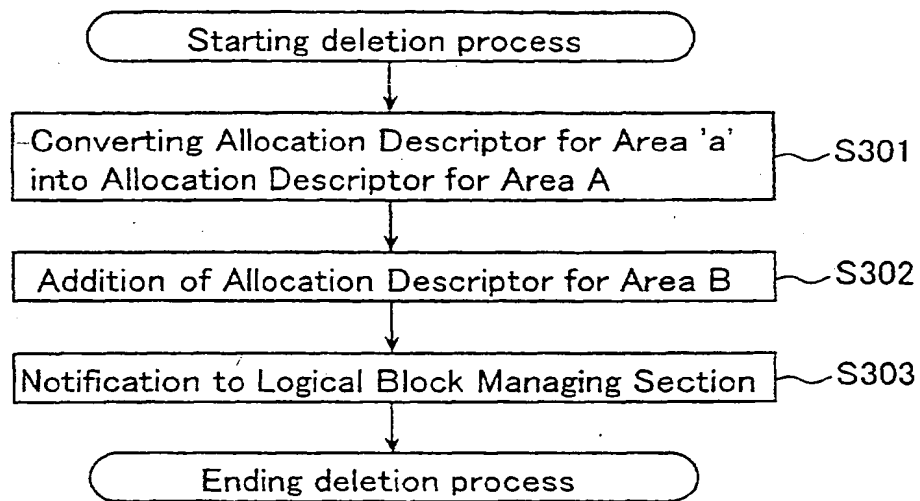 Starting deletion process
Converting Allocation Descriptor for Area 'a'
into Allocation Descriptor for Area A
S301
Addition of Allocation Descriptor for Area B
S302
Notification to Logical Block Managing Section
S303
Ending deletion process